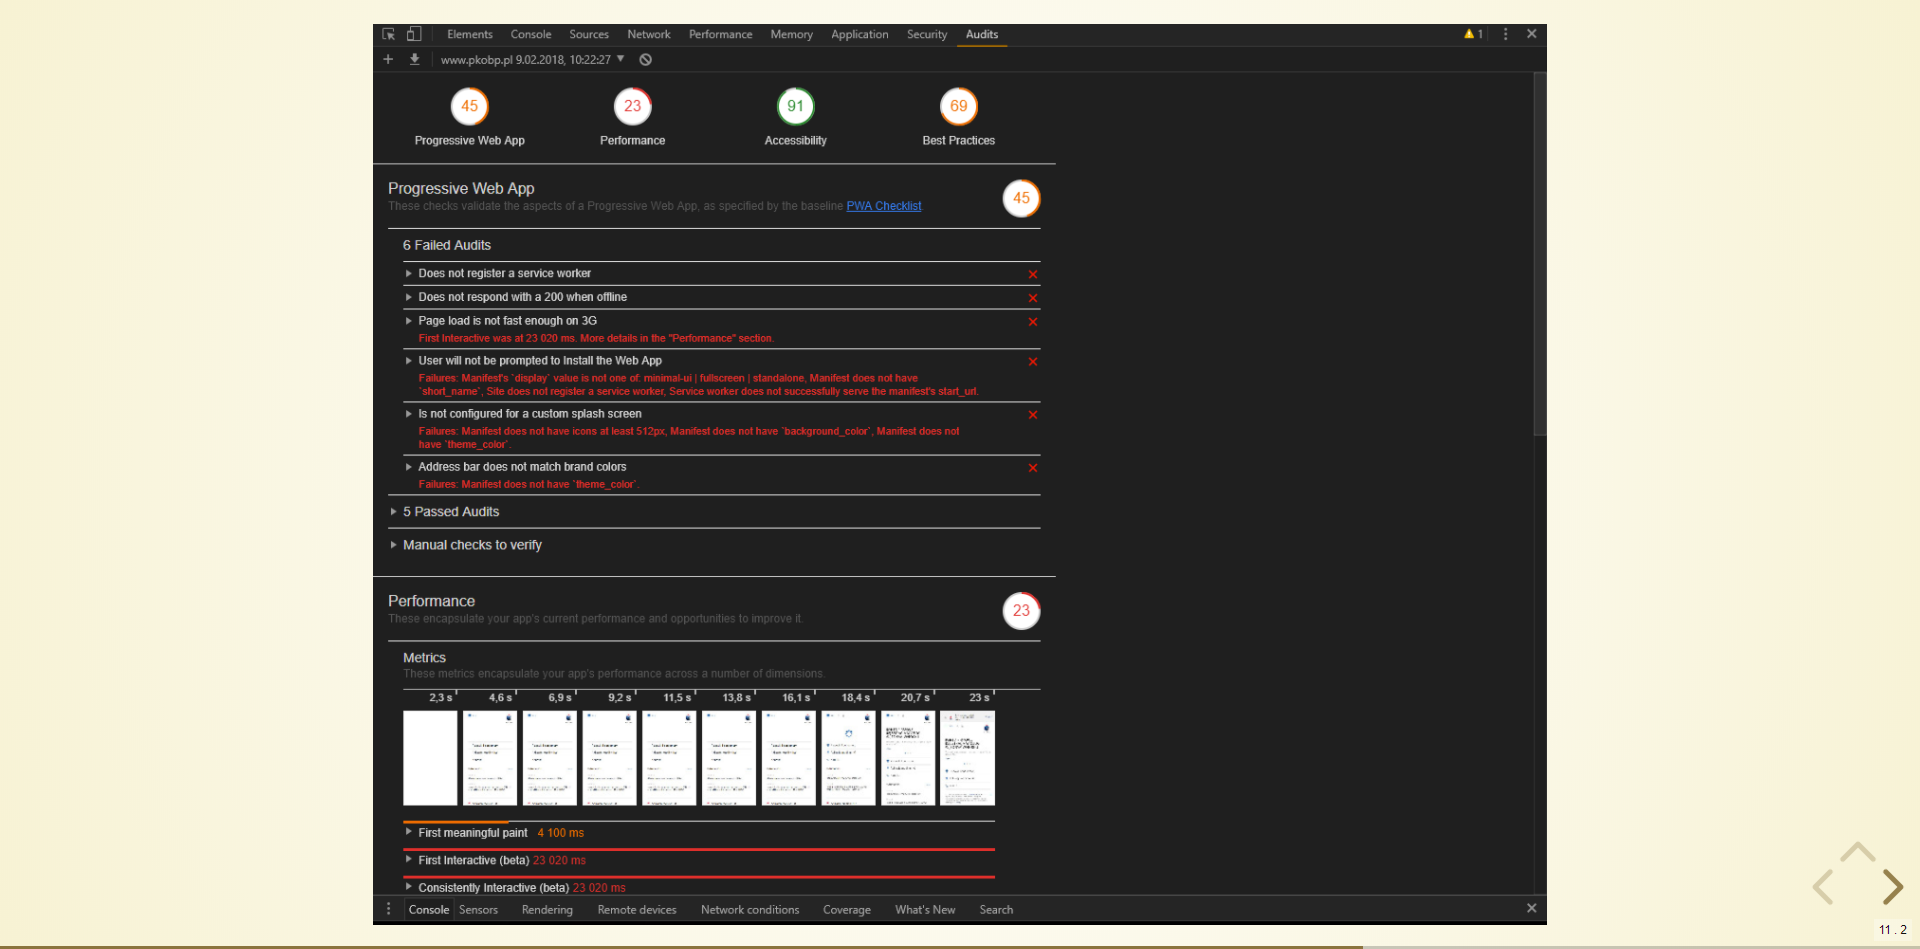 Elements Console Sources Network Performance Memory Application Security Audits 1
www.pkobp.pl 9.02.2018, 10:22:27
45 23 91 69
Progressive Web App Performance Accessibility Best Practices
Progressive Web App
These checks validate the aspects of a Progressive Web App, as specified by the baseline PWA Checklist.
45
6 Failed Audits
Does not register a service worker
Does not respond with a 200 when offline
Page load is not fast enough on 3G
First Interactive was at 23 020 ms. More details in the "Performance" section.
User will not be prompted to Install the Web App
Failures: Manifest's `display` value is not one of: minimal-ui | fullscreen | standalone, Manifest does not have
`short_name`, Site does not register a service worker, Service worker does not successfully serve the manifest's start_url.
Is not configured for a custom splash screen
Failures: Manifest does not have icons at least 512px, Manifest does not have `background_color`, Manifest does not
have `theme_color`.
Address bar does not match brand colors
Failures: Manifest does not have `theme_color`.
5 Passed Audits
Manual checks to verify
Performance
These encapsulate your app's current performance and opportunities to improve it.
23
Metrics
These metrics encapsulate your app's performance across a number of dimensions.
2,3 s 4,6 s 6,9 s 9,2 s 11,5 s 13,8 s 16,1 s 18,4 s 20,7 s 23 s
First meaningful paint 4 100 ms
First Interactive (beta) 23 020 ms
Consistently Interactive (beta) 23 020 ms
Console Sensors Rendering Remote devices Network conditions Coverage What's New Search
11 . 2